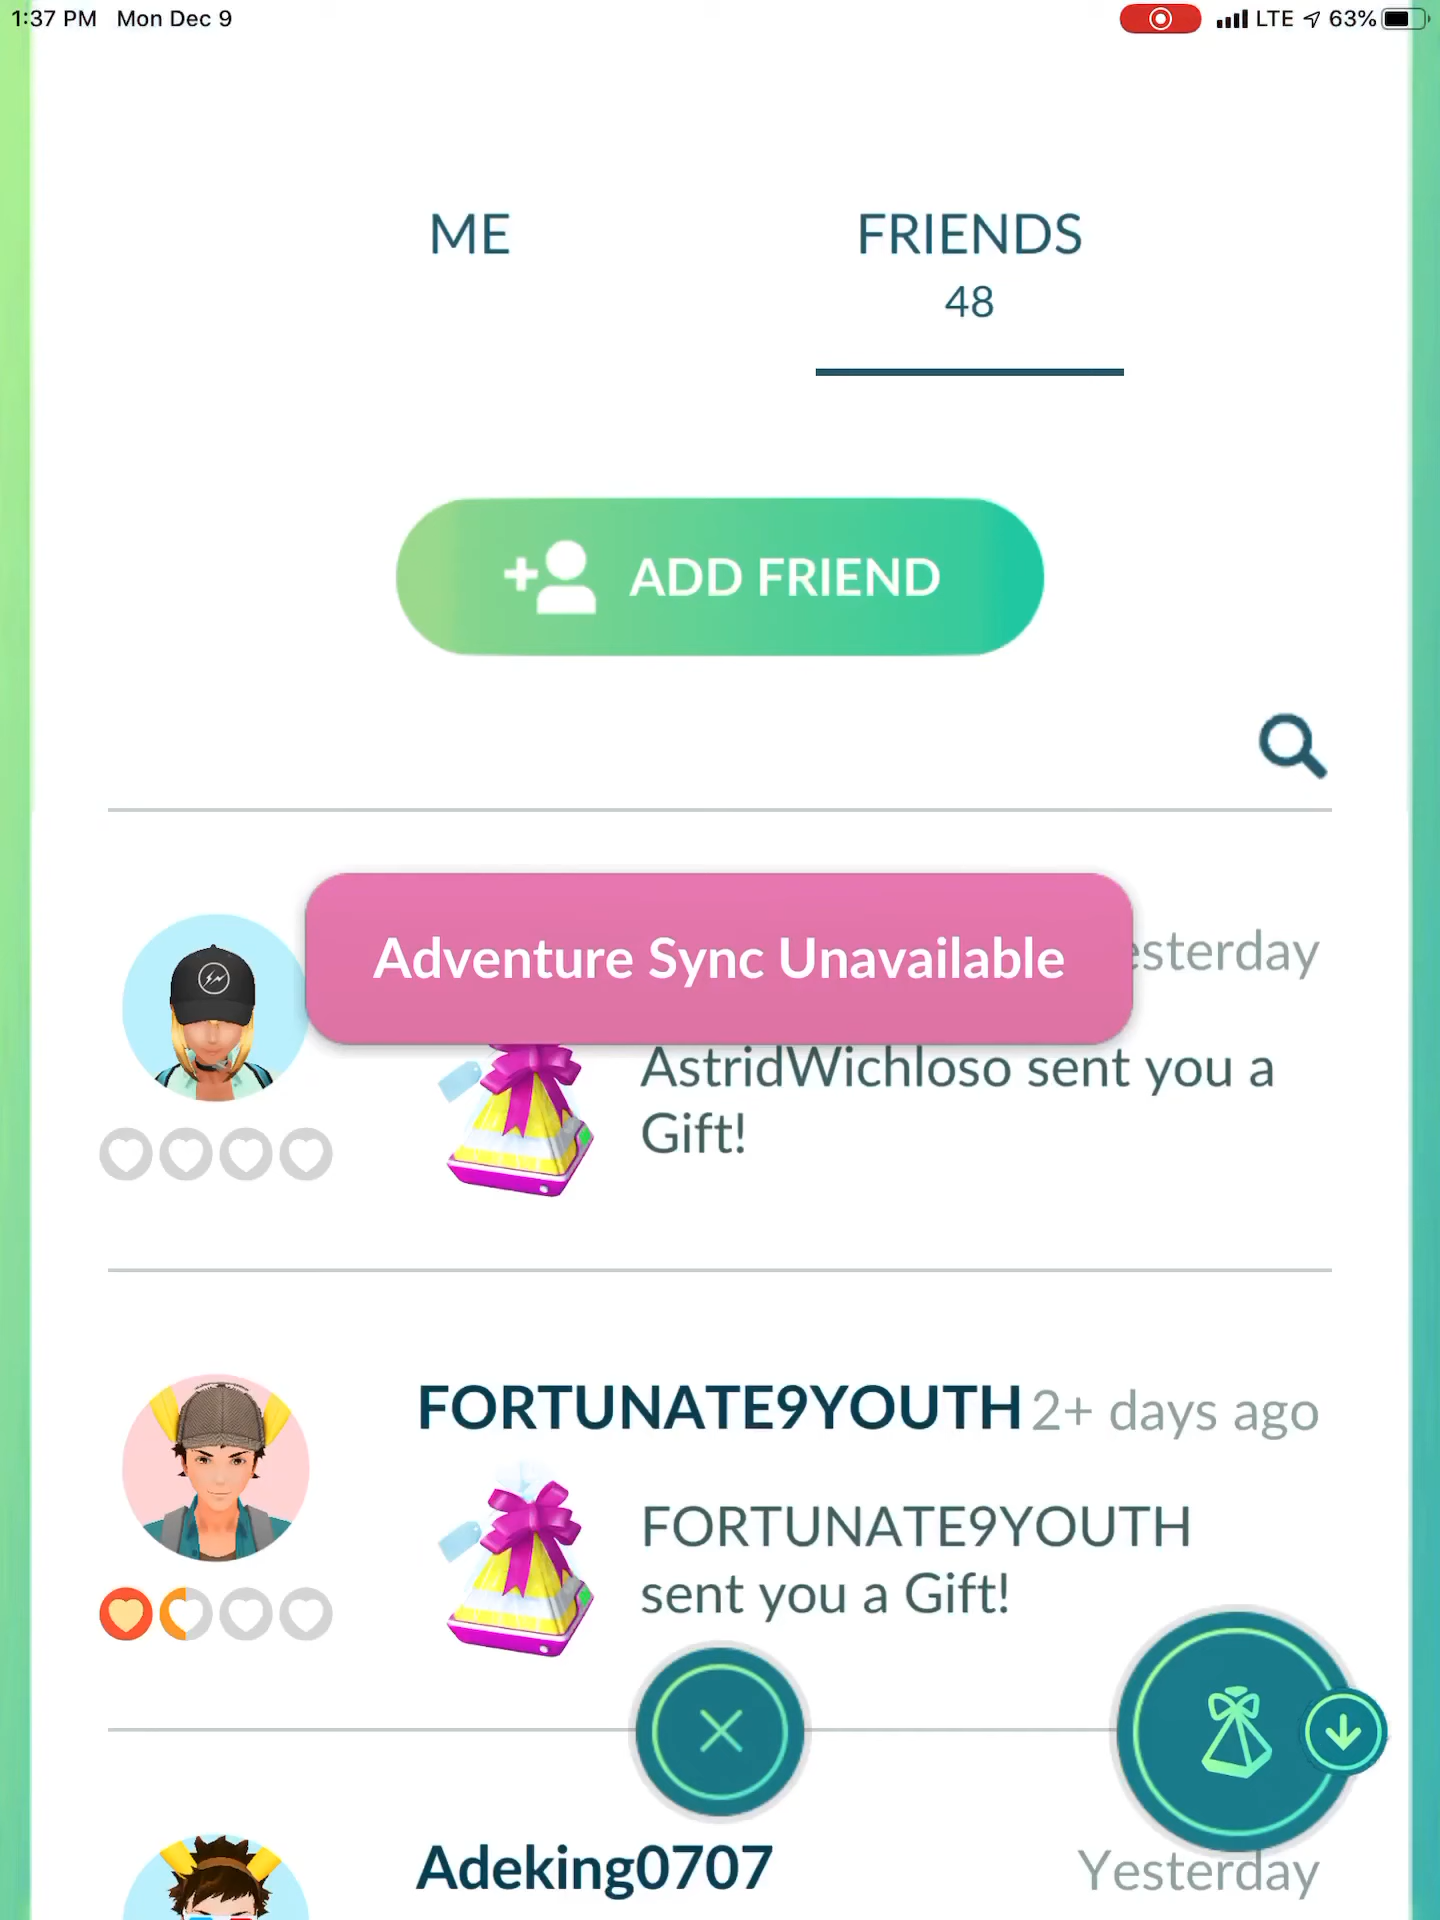 1:37 PM Mon Dec 9
LTE 63%
ME
FRIENDS
48
ADD FRIEND
Adventure Sync Unavailable
esterday
AstridWichloso sent you a
Gift!
FORTUNATE9YOUTH 2+ days ago
FORTUNATE9YOUTH
sent you a Gift!
Adeking0707
Yesterday